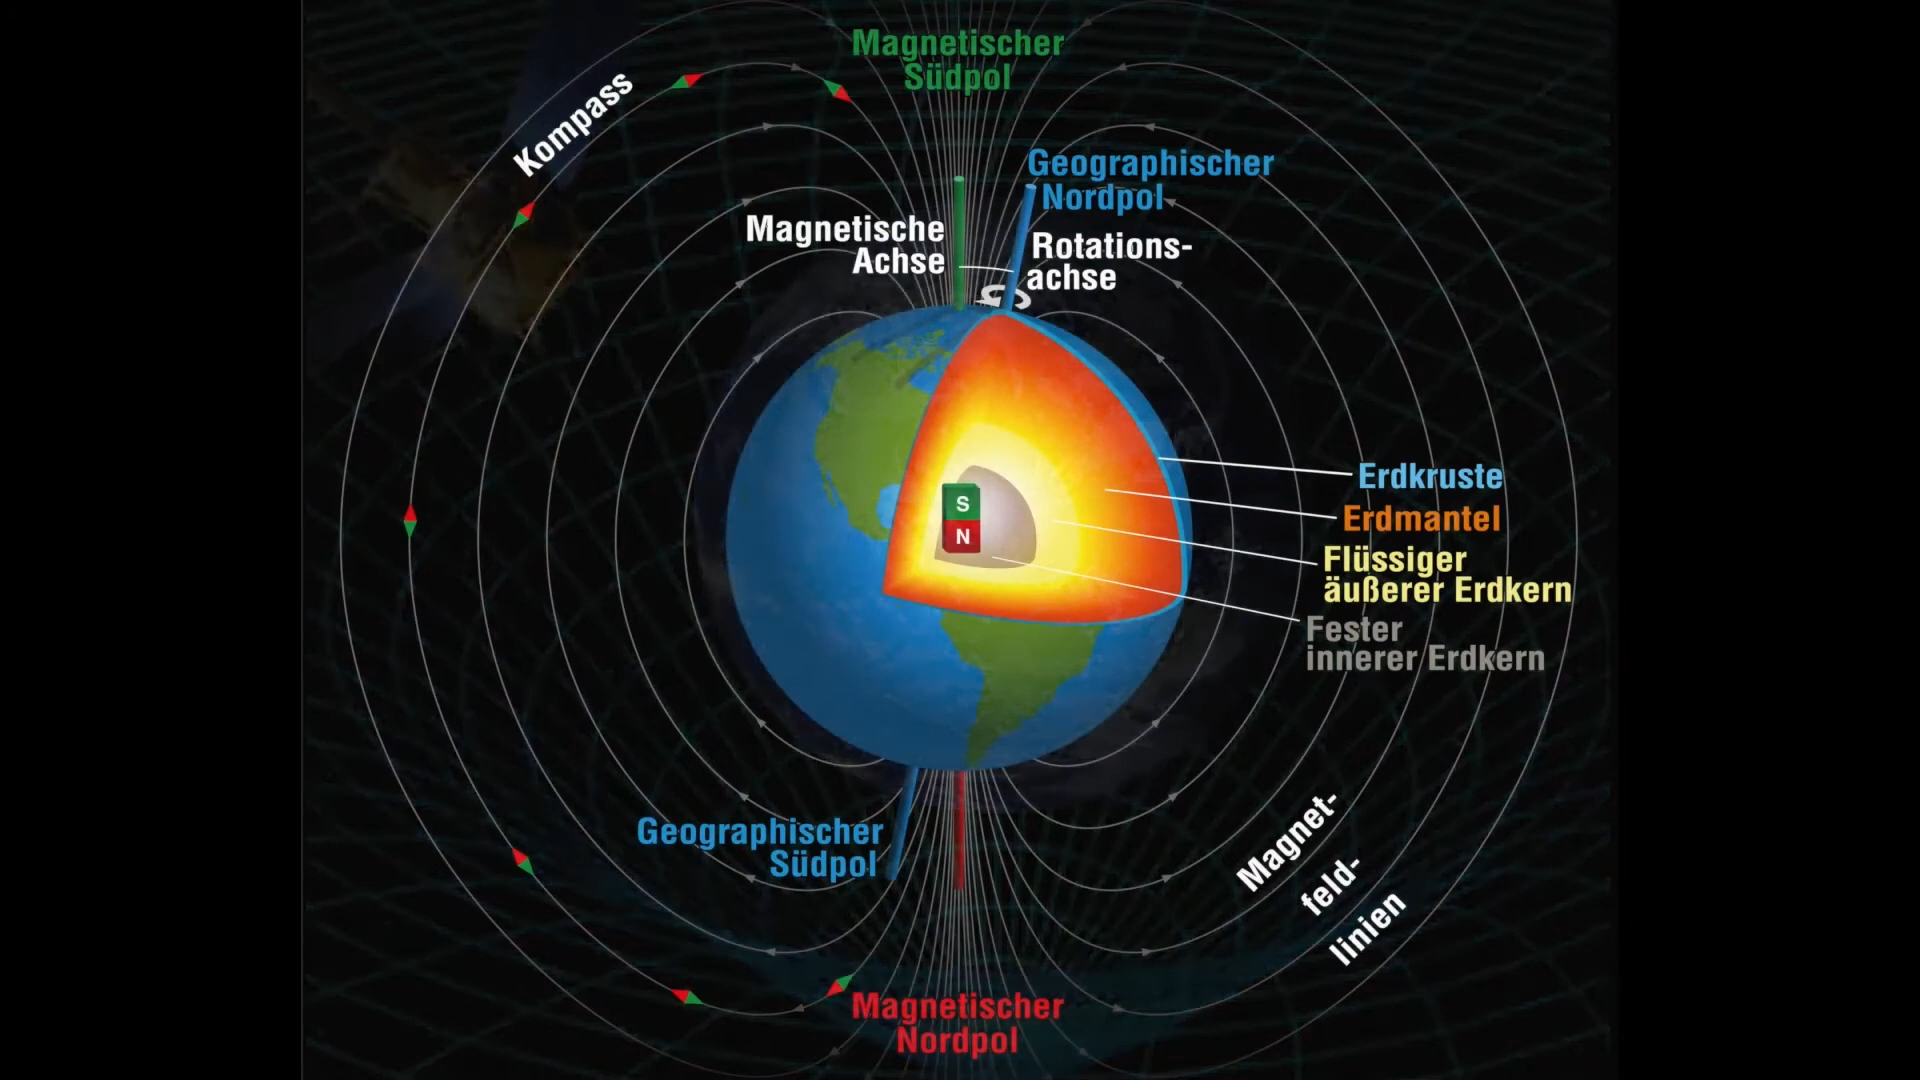 Magnetischer
Südpol
Kompass
Geographischer
Nordpol
Magnetische
Achse
Rotations-
achse
S
N
Erdkruste
Erdmantel
Flüssiger
äußerer Erdkern
Fester
innerer Erdkern
Geographischer
Südpol
Magnet-
feld-
linien
Magnetischer
Nordpol